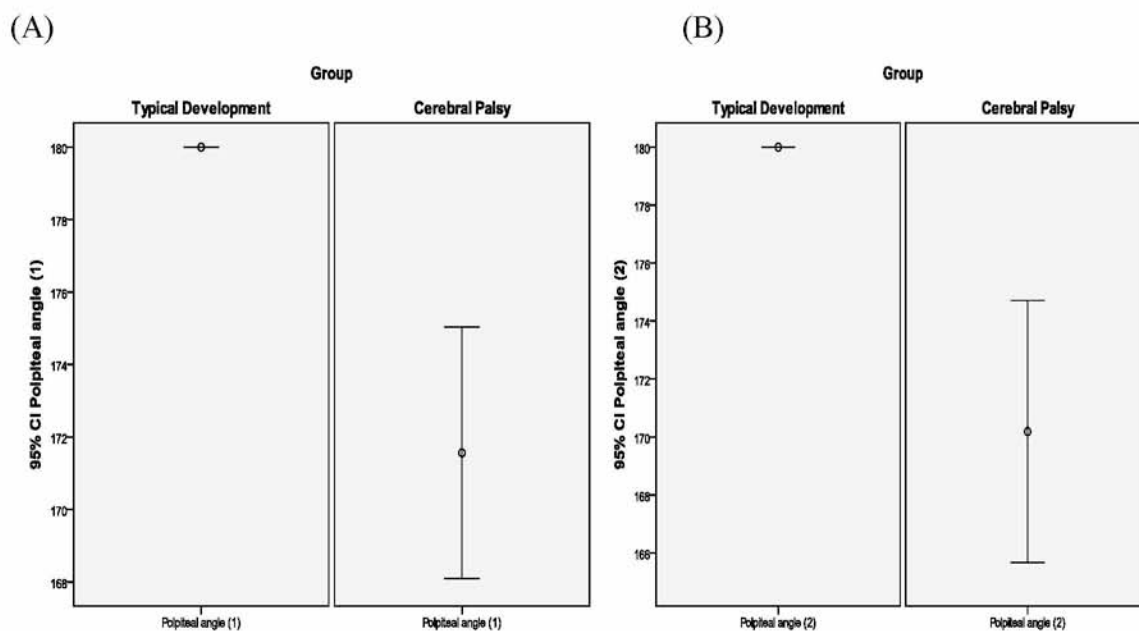 (A)
Group
Typical Development Cerebral Palsy
180
178
176
174
172
170
168
95% CI Polpiteal angle (1)
Polpiteal angle (1) Polpiteal angle (1)
(B)
Group
Typical Development Cerebral Palsy
180
178
176
174
172
170
168
166
95% CI Polpiteal angle (2)
Polpiteal angle (2) Polpiteal angle (2)